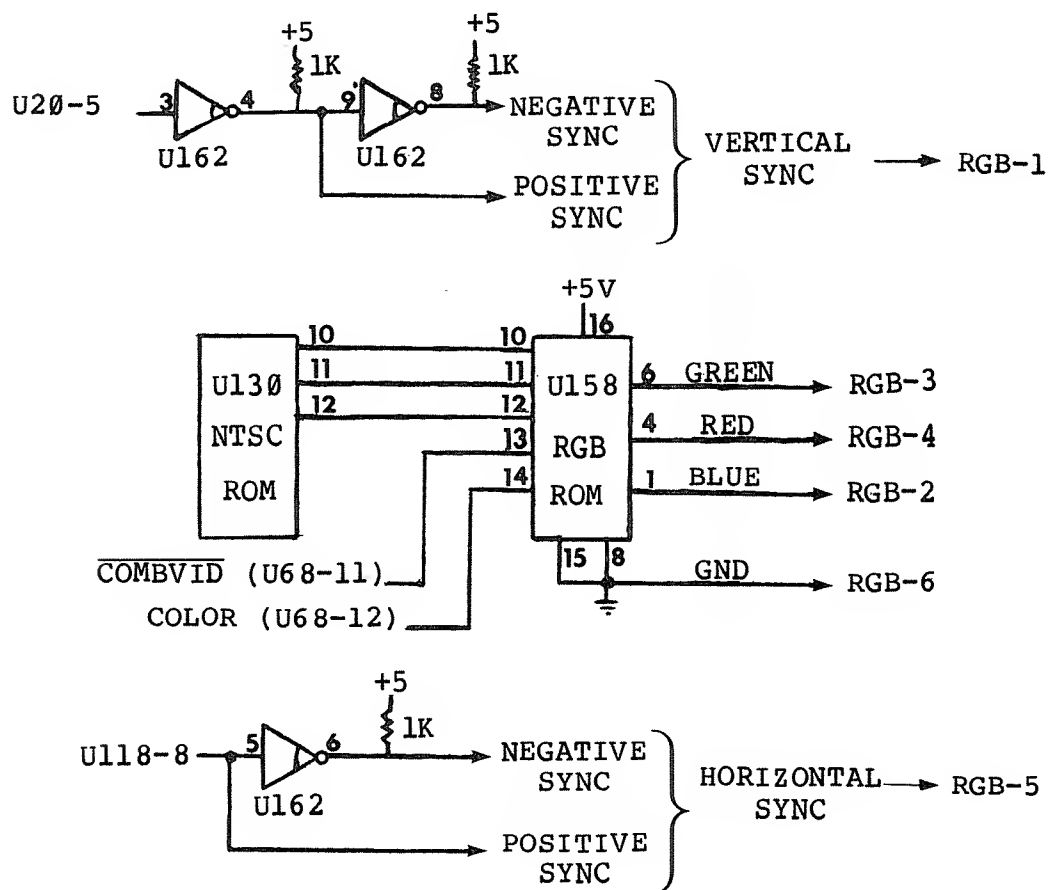 +5
+5
1K
1K
U20-5
3
4
9
8
NEGATIVE
SYNC
U162
U162
VERTICAL
SYNC
RGB-1
POSITIVE
SYNC
+5V
16
10
10
U130
NTSC
ROM
11
11
12
12
13
14
U158
RGB
ROM
6
GREEN
RGB-3
4
RED
RGB-4
1
BLUE
RGB-2
15
8
COMBVID (U68-11)
GND
RGB-6
COLOR (U68-12)
+5
1K
U118-8
5
6
NEGATIVE
SYNC
U162
HORIZONTAL
SYNC
RGB-5
POSITIVE
SYNC